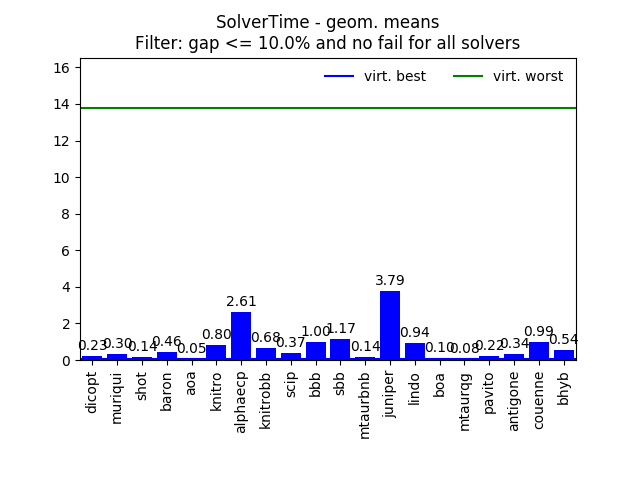 SolverTime - geom. means
Filter: gap <= 10.0% and no fail for all solvers
virt. best
virt. worst
16
14
12
10
8
6
4
2
0
0.23
0.30
0.14
0.46
0.05
0.80
2.61
0.68
0.37
1.00
1.17
0.14
3.79
0.94
0.10
0.08
0.22
0.34
0.99
0.54
dicopt
muriqui
shot
baron
aoa
knitro
alphaecp
knitrobb
scip
bbb
sbb
mtaurbnb
juniper
lindo
boa
mtaurqg
pavito
antigone
couenne
bhyb